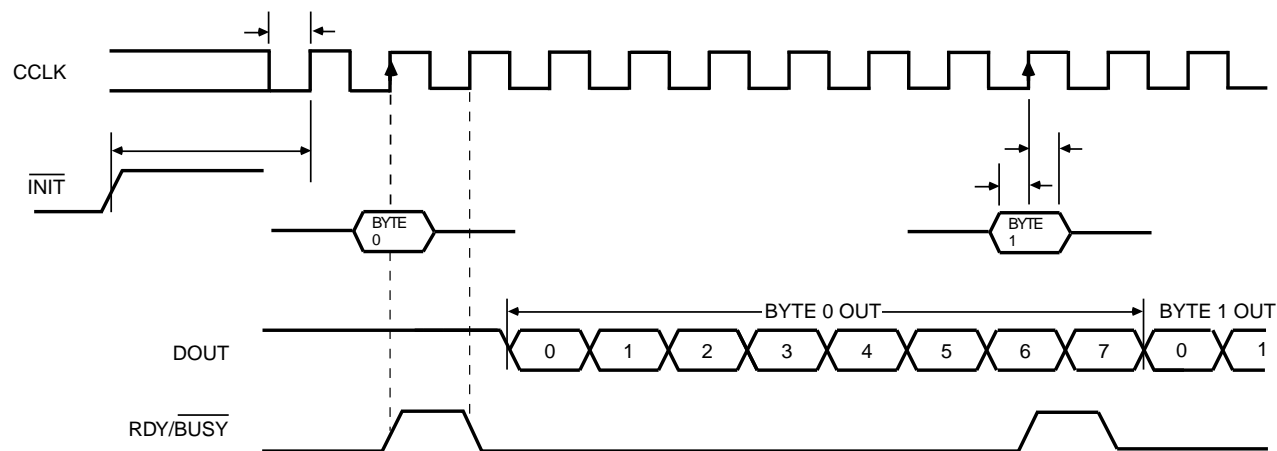 CCLK
INIT
BYTE
0
BYTE
1
BYTE 0 OUT
BYTE 1 OUT
DOUT
0 1 2 3 4 5 6 7 0 1
RDY/BUSY